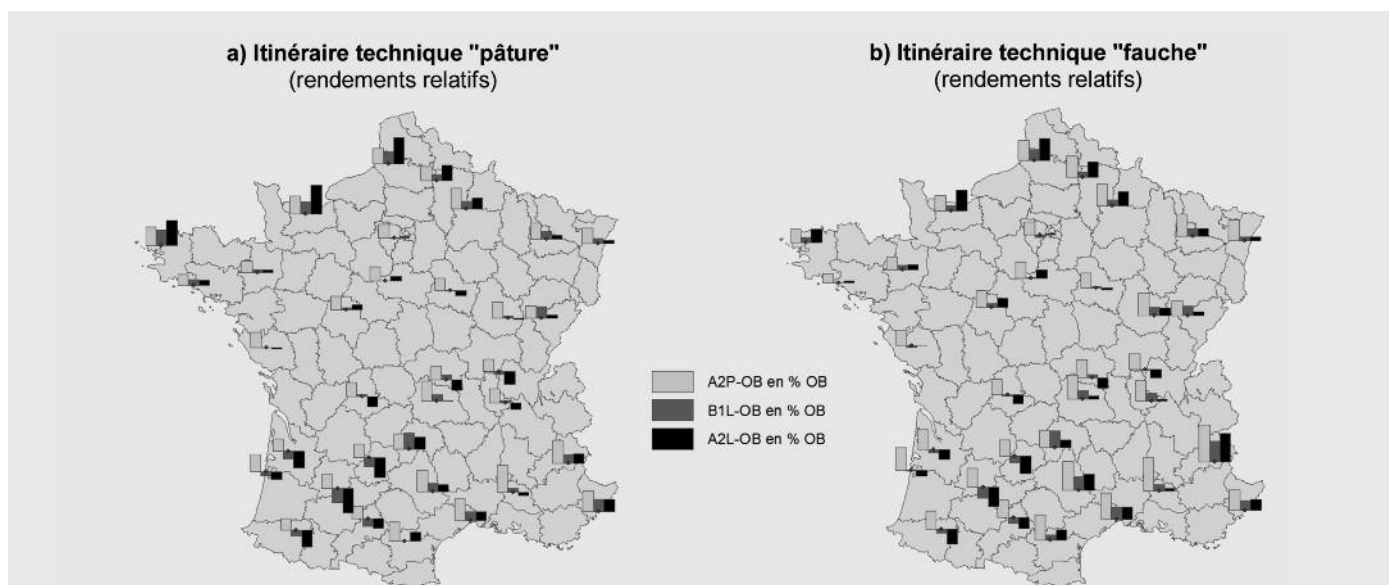 a) Itinéraire technique "pâture"
(rendements relatifs)
b) Itinéraire technique "fauche"
(rendements relatifs)
A2P-OB en % OB
B1L-OB en % OB
A2L-OB en % OB